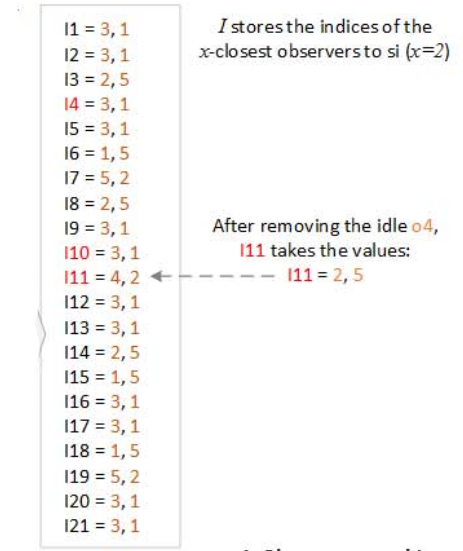 I1 = 3, 1
I2 = 3, 1
I3 = 2, 5
I4 = 3, 1
I5 = 3, 1
I6 = 1, 5
I7 = 5, 2
I8 = 2, 5
I9 = 3, 1
I10 = 3, 1
I11 = 4, 2
I12 = 3, 1
I13 = 3, 1
I14 = 2, 5
I15 = 1, 5
I16 = 3, 1
I17 = 3, 1
I18 = 1, 5
I19 = 5, 2
I20 = 3, 1
I21 = 3, 1
I stores the indices of the
x-closest observers to si (x=2)
After removing the idle o4,
I11 takes the values:
I11 = 2, 5